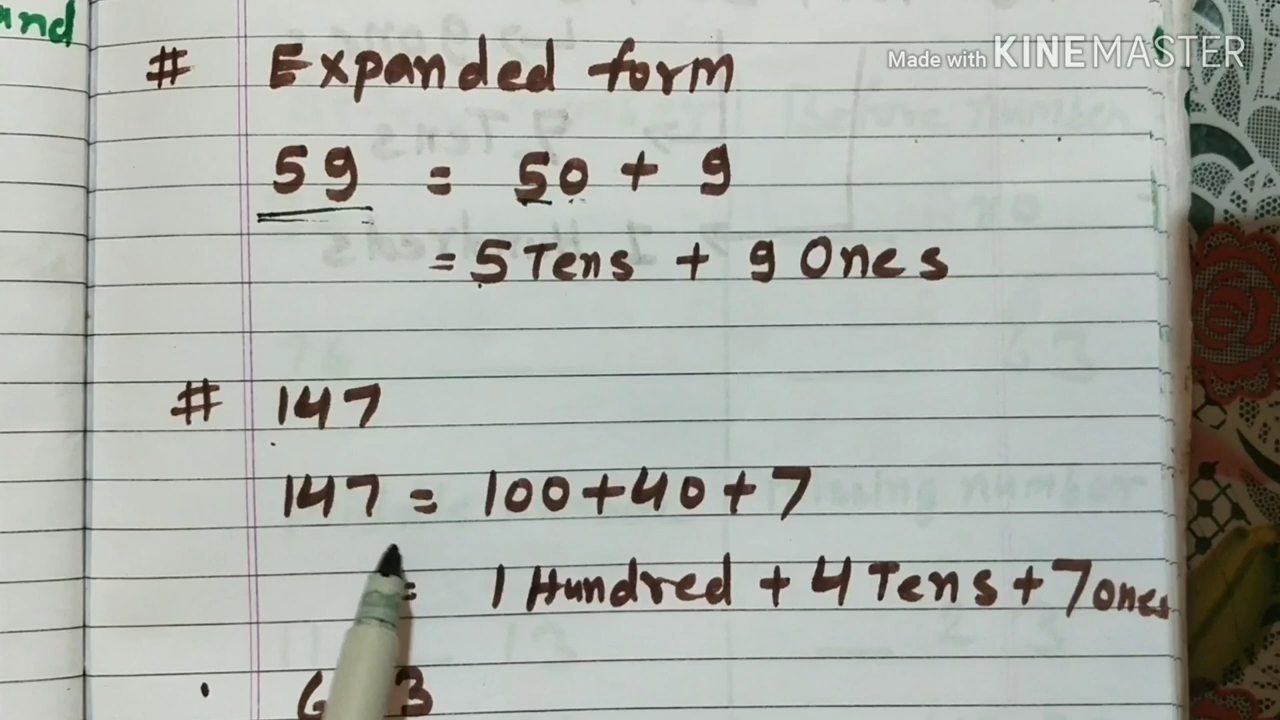 and
Made with KINEMASTER
# Expanded form
59 = 50 + 9
= 5 Tens + 9 Ones
# 147
147 = 100+40+7
= 1 Hundred + 4 Tens + 7 ones